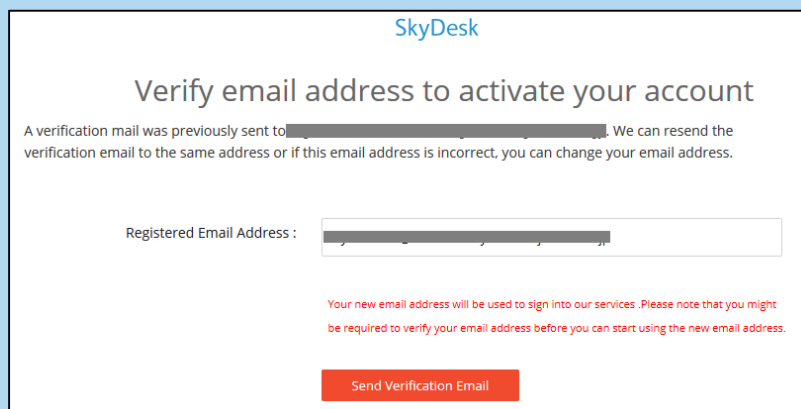 SkyDesk
Verify email address to activate your account
A verification mail was previously sent to . We can resend the
verification email to the same address or if this email address is incorrect, you can change your email address.
Registered Email Address :
Your new email address will be used to sign into our services .Please note that you might
be required to verify your email address before you can start using the new email address.
Send Verification Email